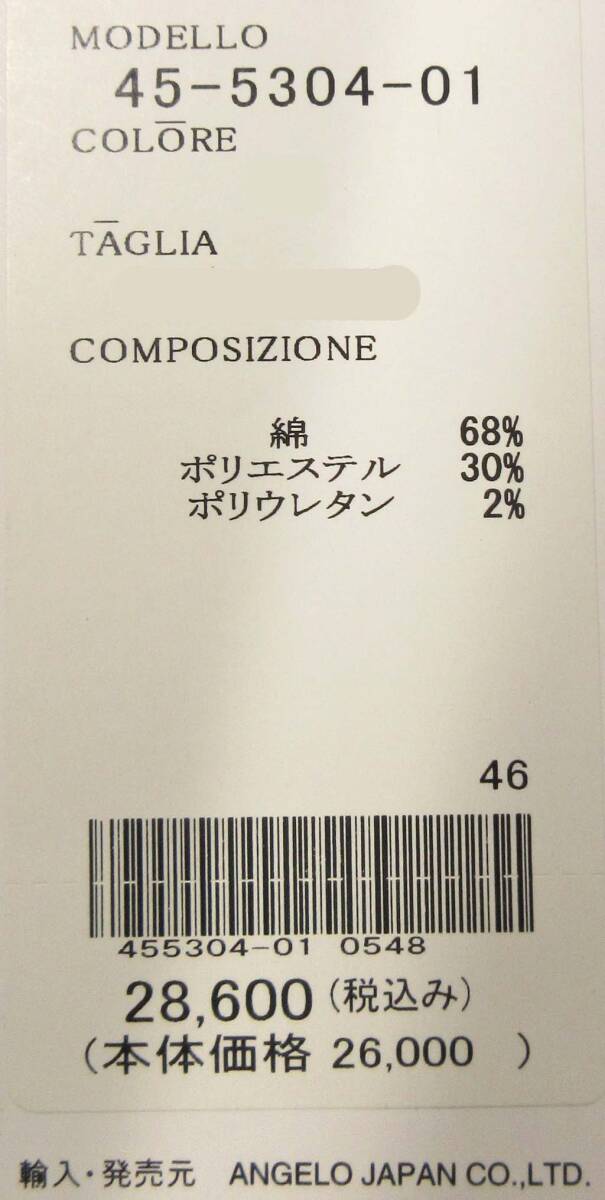 MODELLO
45-5304-01
COLORE
TAGLIA
COMPOSIZIONE
綿 68%
ポリエステル 30%
ポリウレタン 2%
46
455304-01 0548
28,600 (税込み)
(本体価格 26,000 )
輸入・発売元 ANGELO JAPAN CO.,LTD.